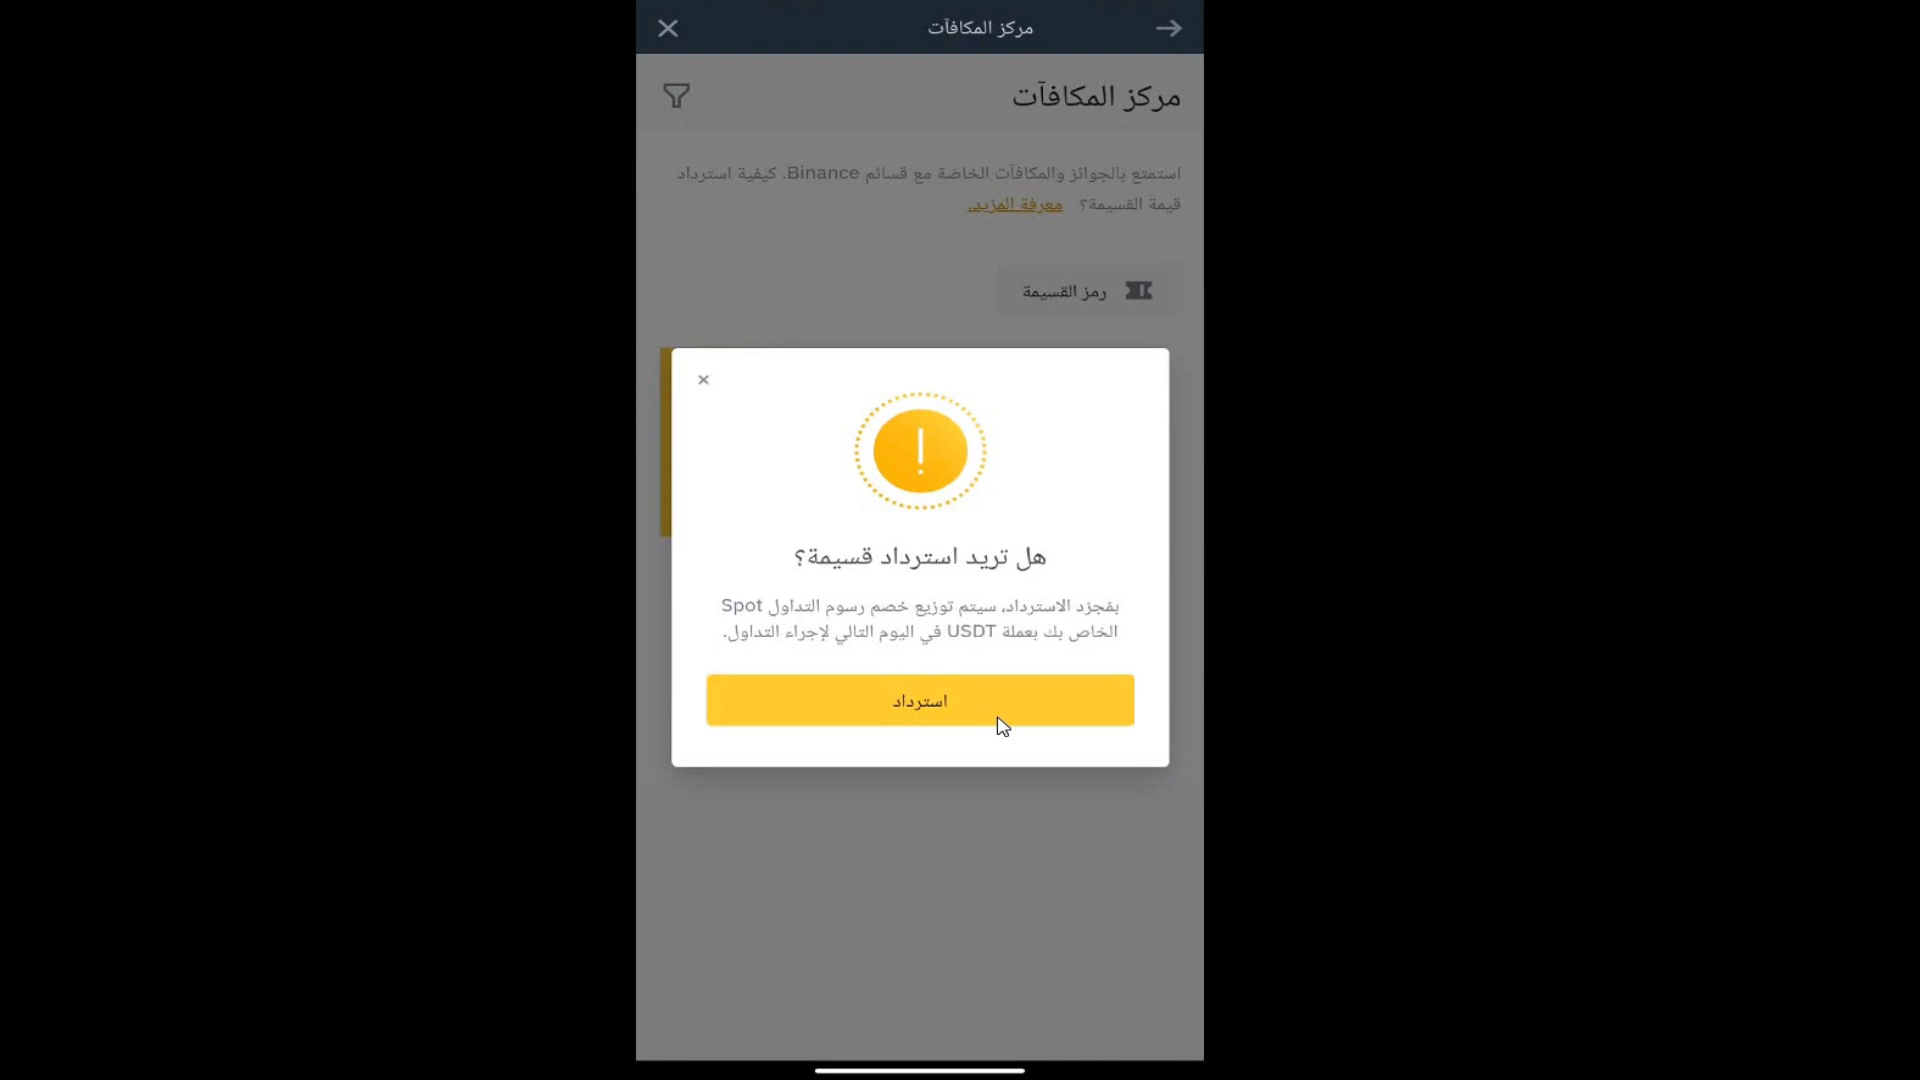 مركز المكافآت
مركز المكافآت
استمتع بالجوائز والمكافآت الخاصة مع قسائم Binance. كيفية استرداد
قيمة القسيمة؟ معرفة المزيد.
رمز القسيمة
هل تريد استرداد قسيمة؟
بمُجرّد الاسترداد، سيتم توزيع خصم رسوم التداول Spot
الخاص بك بعملة USDT في اليوم التالي لإجراء التداول.
استرداد